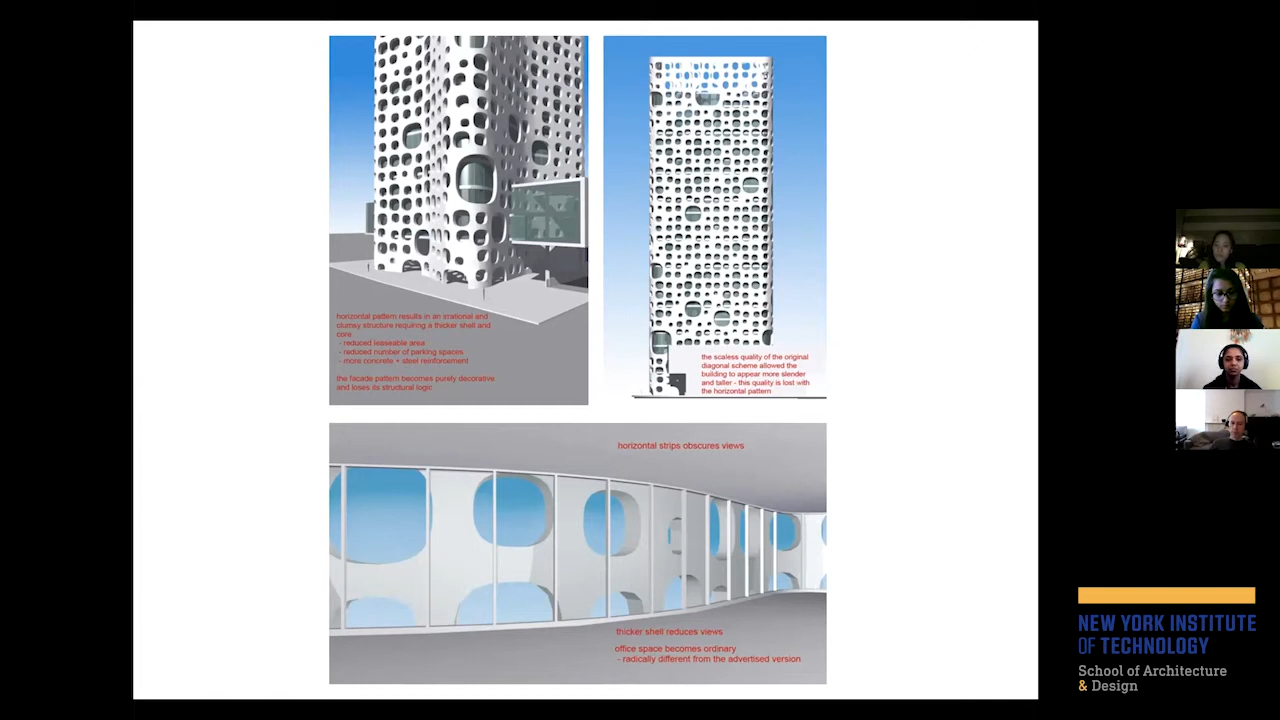 horizontal pattern results in an irrational and
clumsy structure requiring a thicker shell and
core
- reduced leaseable area
- reduced number of parking spaces
- more concrete + steel reinforcement
the facade pattern becomes purely decorative
and loses its structural logic
the scaless quality of the original
diagonal scheme allowed the
building to appear more slender
and taller - this quality is lost with
the horizontal pattern
horizontal strips obscures views
thicker shell reduces views
office space becomes ordinary
- radically different from the advertised version
NEW YORK INSTITUTE
OF TECHNOLOGY
School of Architecture
& Design